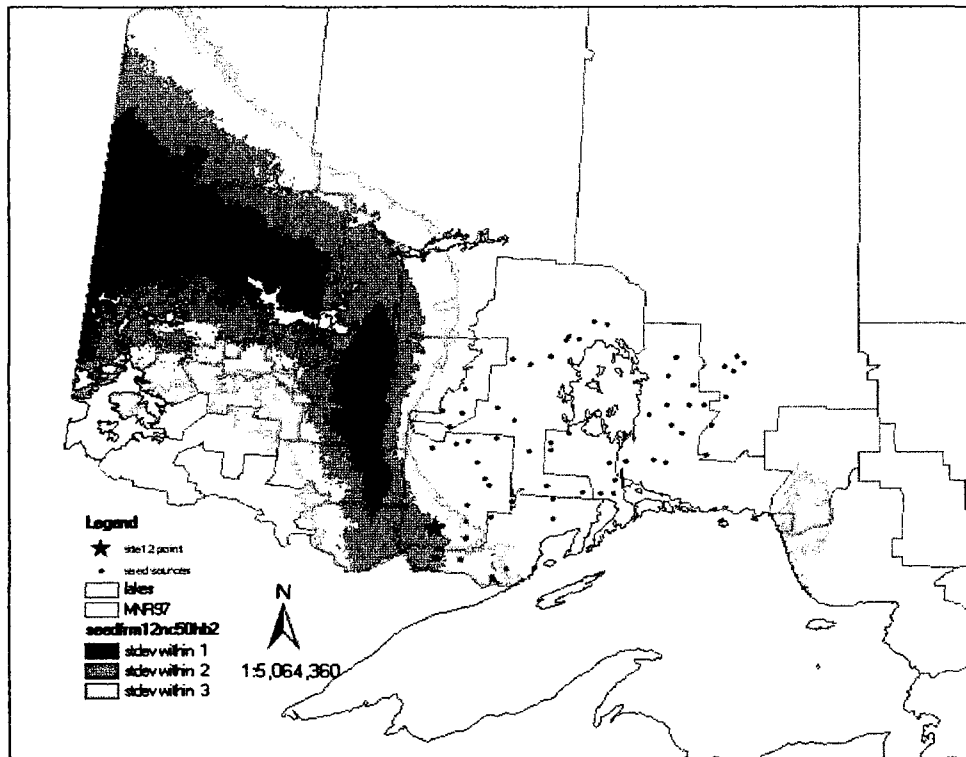 Legend
site12 point
seed sources
lakes
MNR97
seedfrm12nc50hb2
stdev within 1
stdev within 2
stdev within 3
N
1:5,064,360